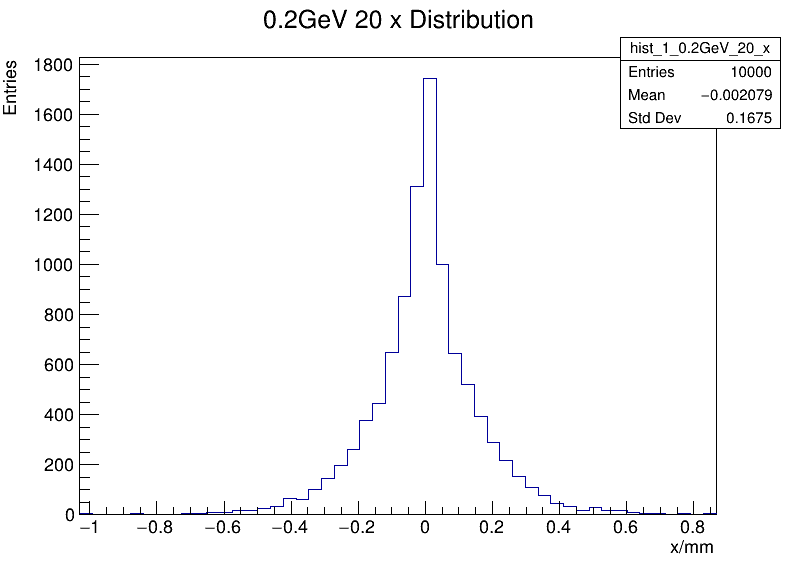 0.2GeV 20 x Distribution
hist_1_0.2GeV_20_x
Entries 10000
Mean −0.002079
Std Dev 0.1675
Entries
1800
1600
1400
1200
1000
800
600
400
200
0
−1 −0.8 −0.6 −0.4 −0.2 0 0.2 0.4 0.6 0.8
x/mm